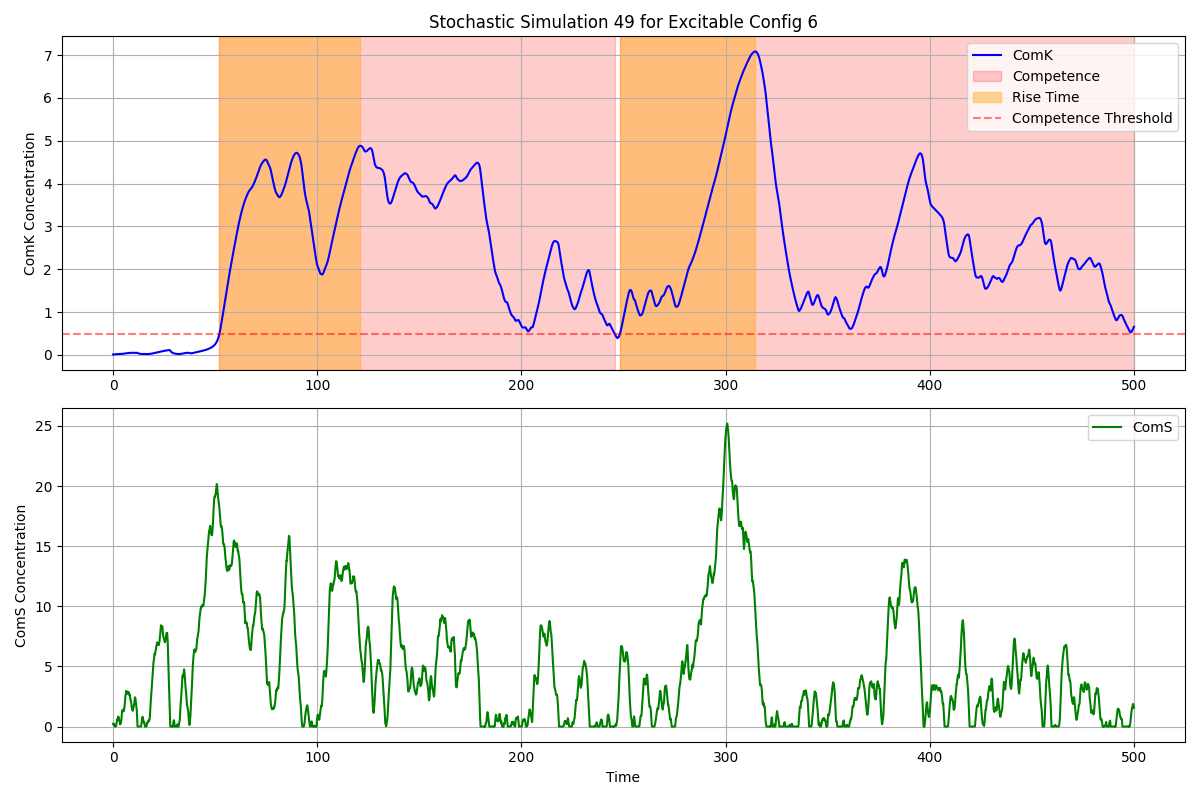 Stochastic Simulation 49 for Excitable Config 6
ComK Concentration
7
6
5
4
3
2
1
0
ComK
Competence
Rise Time
Competence Threshold
0 100 200 300 400 500
ComS Concentration
25
20
15
10
5
0
ComS
0 100 200 300 400 500
Time